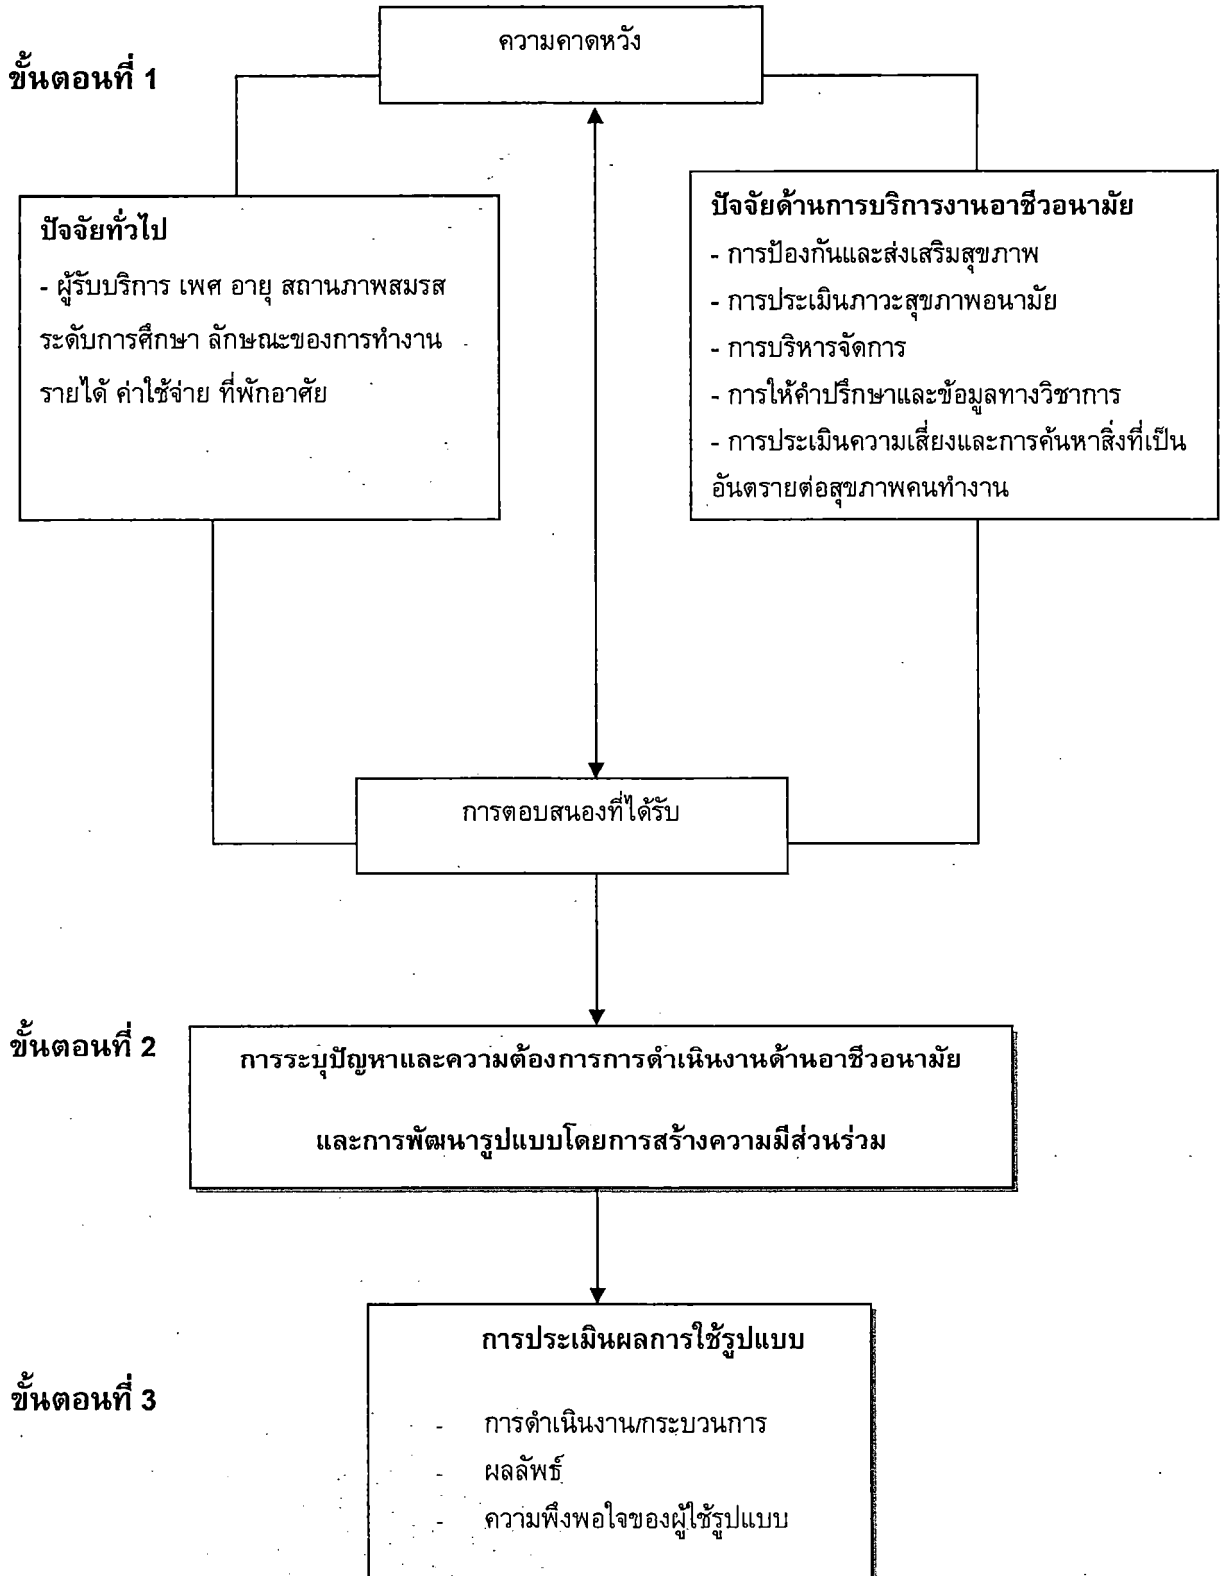 ความคาดหวัง
ขั้นตอนที่ 1
ปัจจัยทั่วไป
- ผู้รับบริการ เพศ อายุ สถานภาพสมรส
ระดับการศึกษา ลักษณะของการทำงาน
รายได้ ค่าใช้จ่าย ที่พักอาศัย
ปัจจัยด้านการบริการงานอาชีวอนามัย
- การป้องกันและส่งเสริมสุขภาพ
- การประเมินภาวะสุขภาพอนามัย
- การบริหารจัดการ
- การให้คำปรึกษาและข้อมูลทางวิชาการ
- การประเมินความเสี่ยงและการค้นหาสิ่งที่เป็น
อันตรายต่อสุขภาพคนทำงาน
การตอบสนองที่ได้รับ
ขั้นตอนที่ 2
การระบุปัญหาและความต้องการการดำเนินงานด้านอาชีวอนามัย
และการพัฒนารูปแบบโดยการสร้างความมีส่วนร่วม
การประเมินผลการใช้รูปแบบ
ขั้นตอนที่ 3
- การดำเนินงาน/กระบวนการ
- ผลลัพธ์
- ความพึงพอใจของผู้ใช้รูปแบบ